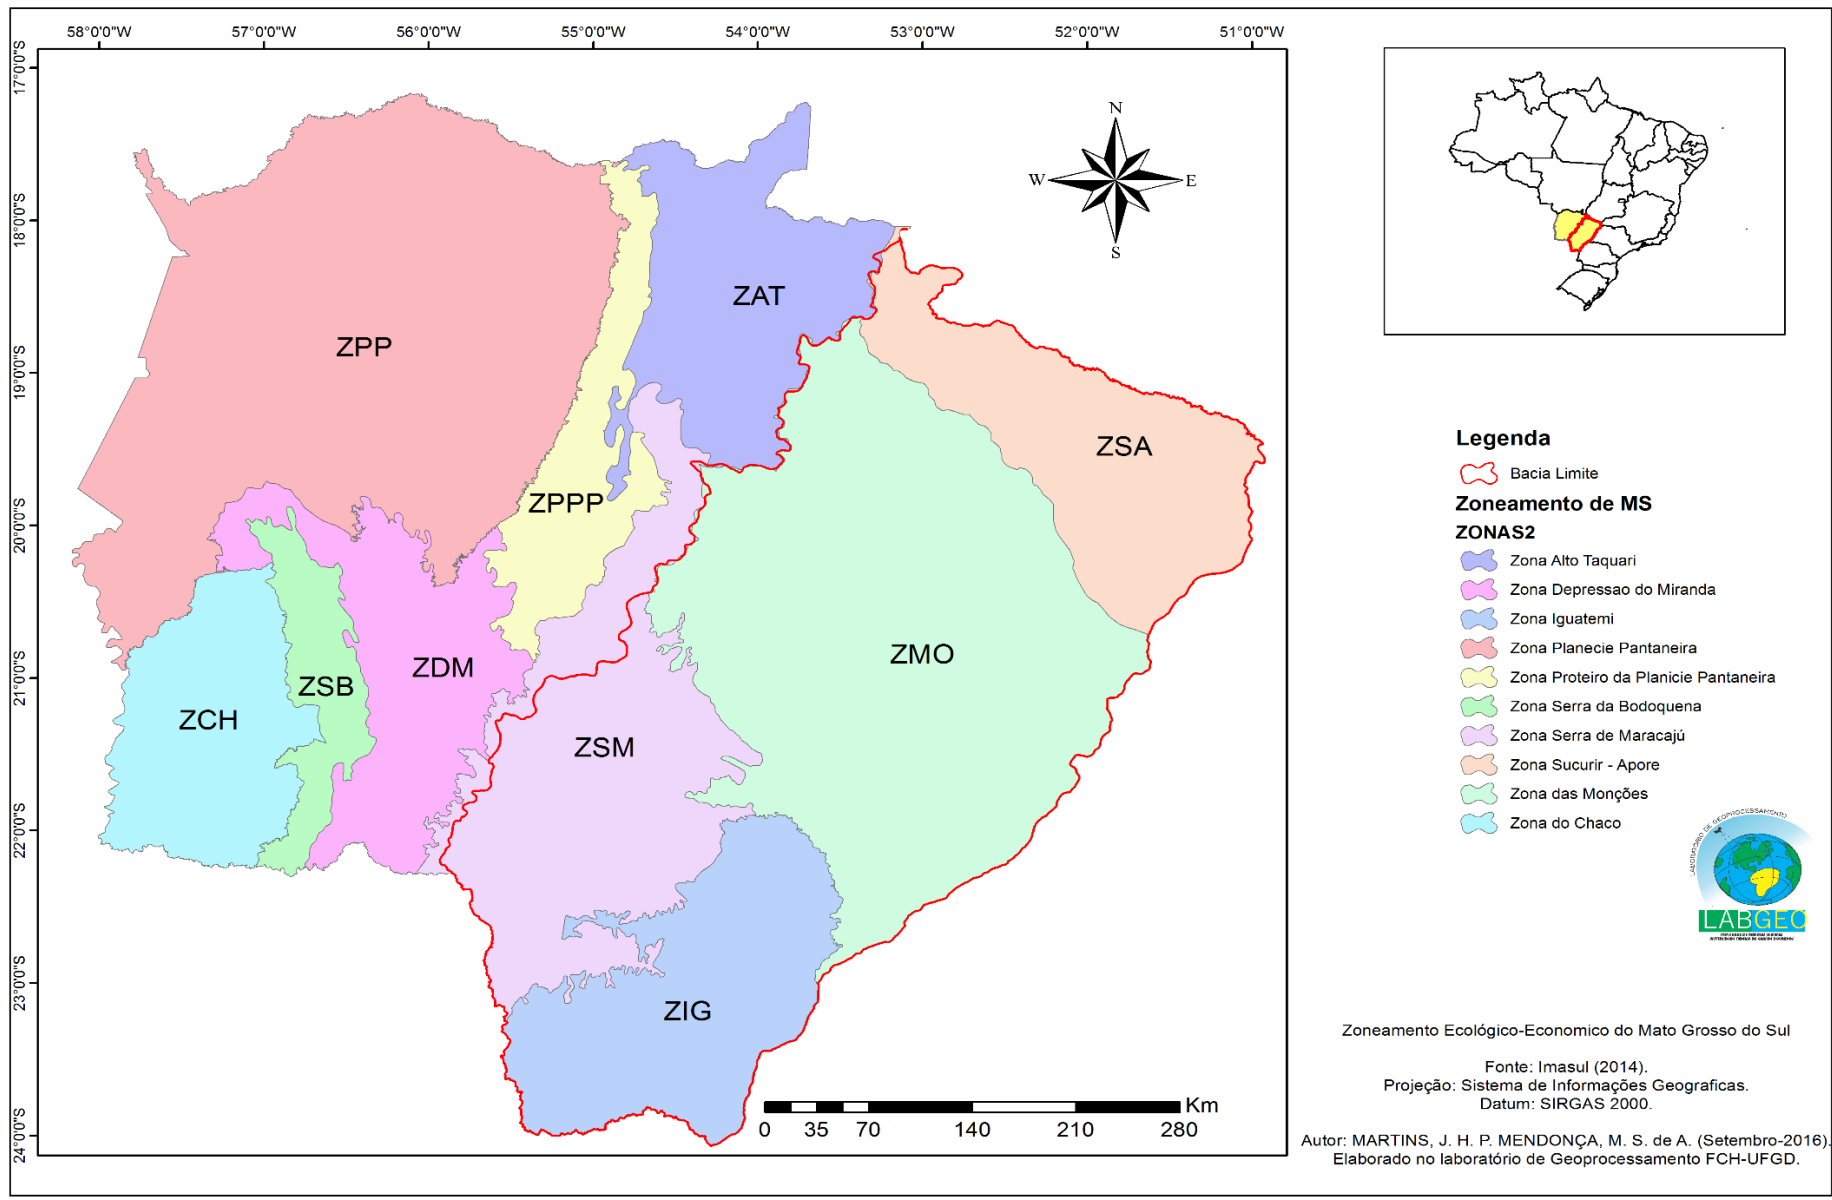 58°0'0"W 57°0'0"W 56°0'0"W 55°0'0"W 54°0'0"W 53°0'0"W 52°0'0"W 51°0'0"W
17°0'0"S
18°0'0"S
19°0'0"S
20°0'0"S
21°0'0"S
22°0'0"S
23°0'0"S
24°0'0"S
N
W E
S
ZAT
ZPP
ZSA
ZPPP
ZMO
ZDM
ZSB
ZCH
ZSM
ZIG
Km
0 35 70 140 210 280
Legenda
Bacia Limite
Zoneamento de MS
ZONAS2
Zona Alto Taquari
Zona Depressao do Miranda
Zona Iguatemi
Zona Planecie Pantaneira
Zona Proteiro da Planicie Pantaneira
Zona Serra da Bodoquena
Zona Serra de Maracajú
Zona Sucurir - Apore
Zona das Monções
Zona do Chaco
LABORATÓRIO DE GEOPROCESSAMENTO
LABGEO
Zoneamento Ecológico-Economico do Mato Grosso do Sul
Fonte: Imasul (2014).
Projeção: Sistema de Informações Geograficas.
Datum: SIRGAS 2000.
Autor: MARTINS, J. H. P. MENDONÇA, M. S. de A. (Setembro-2016).
Elaborado no laboratório de Geoprocessamento FCH-UFGD.